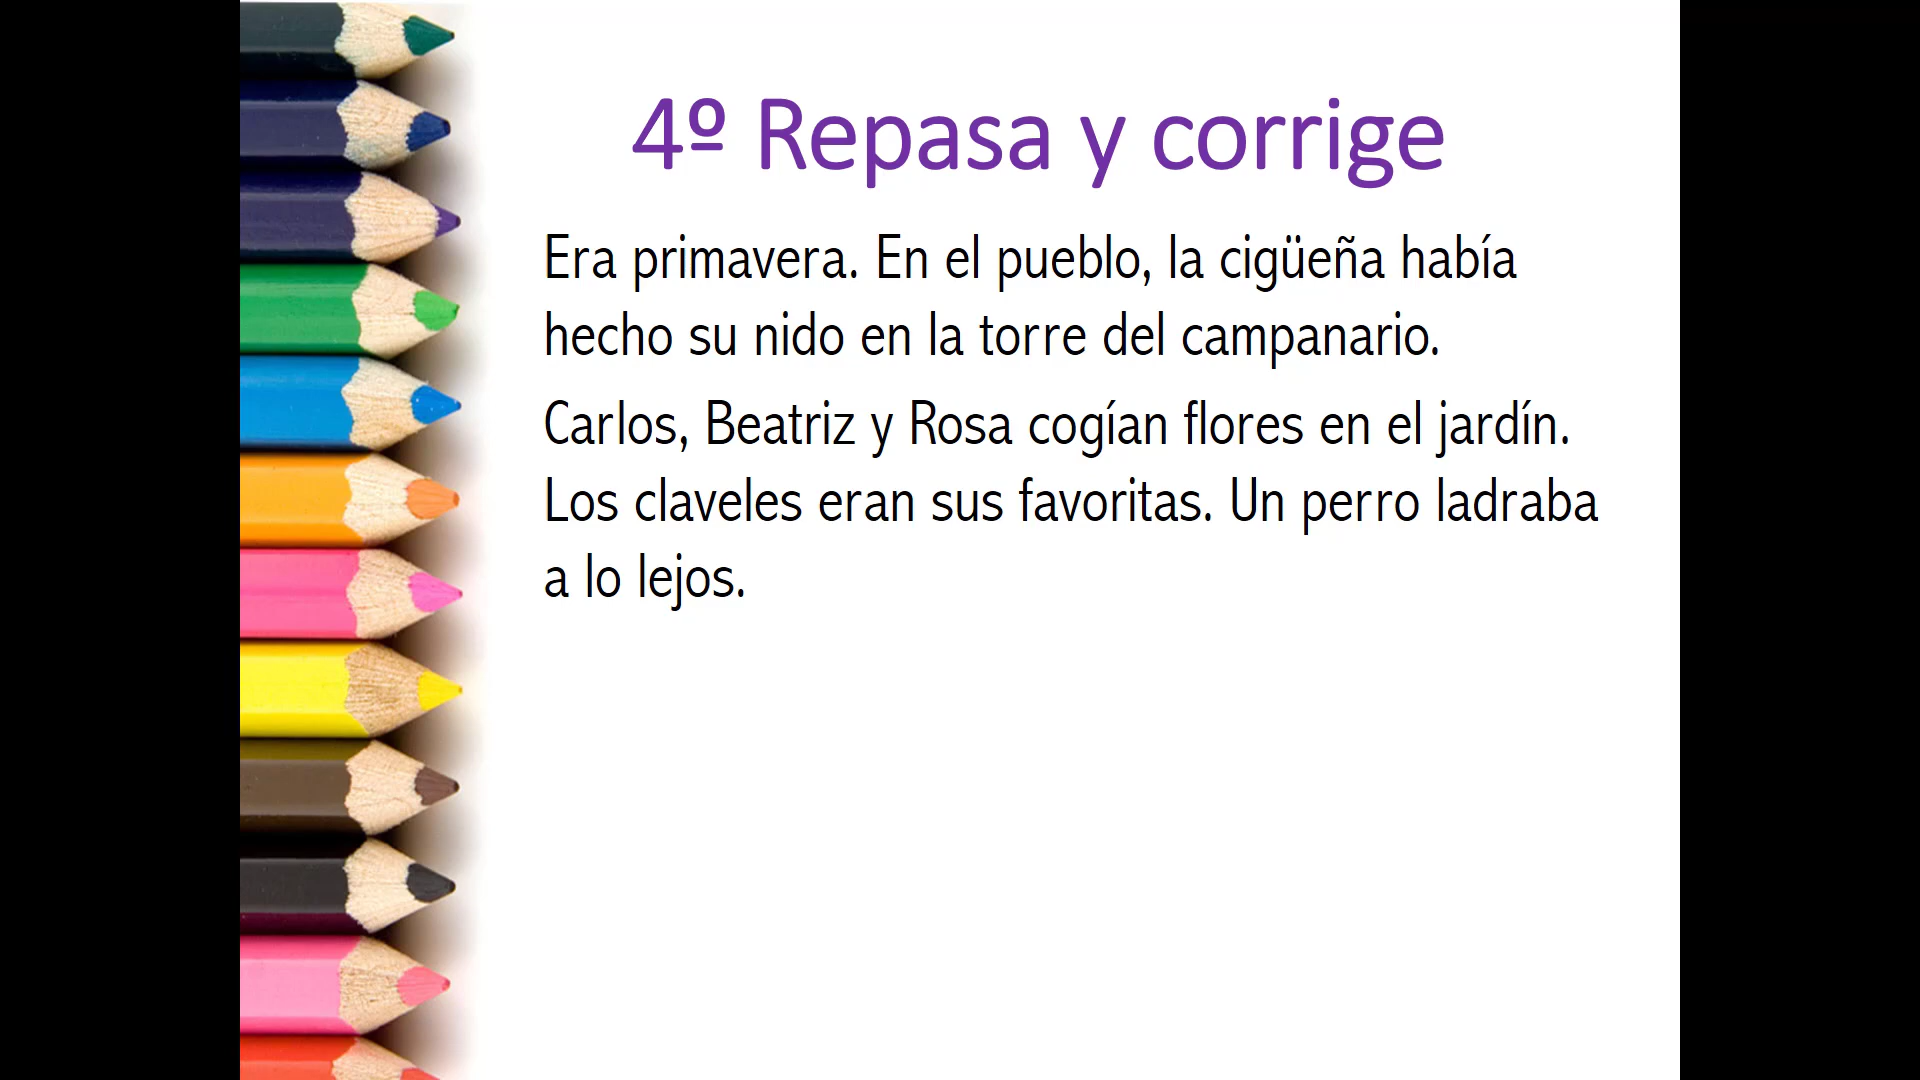 4º Repasa y corrige
Era primavera. En el pueblo, la cigüeña había
hecho su nido en la torre del campanario.
Carlos, Beatriz y Rosa cogían flores en el jardín.
Los claveles eran sus favoritas. Un perro ladraba
a lo lejos.